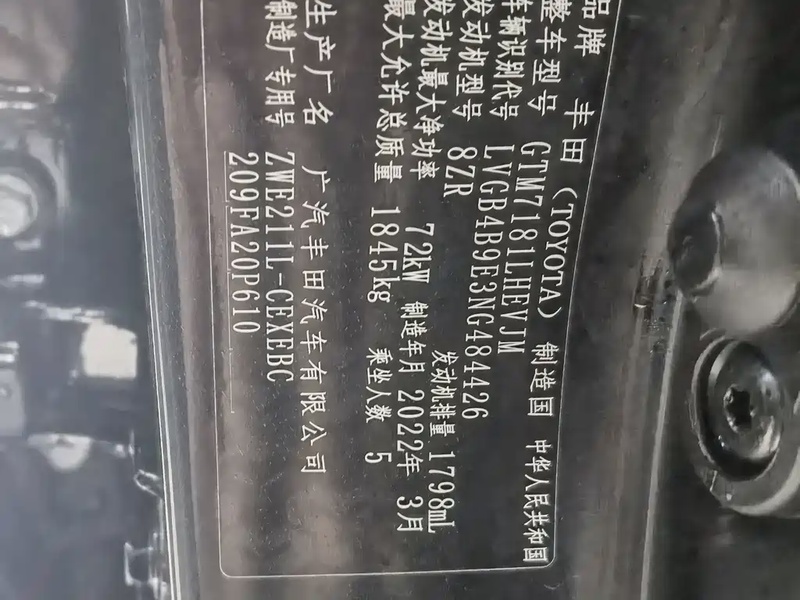 品牌 丰田（TOYOTA） 制造国 中华人民共和国
整车型号 GTM7181LHEVJM
车辆识别代号 LVGB4B9E3NG484426
发动机型号 8ZR 发动机排量 1798mL
发动机最大净功率 72kW 制造年月 2022年 3月
最大允许总质量 1845kg 乘坐人数 5
生产厂名 广汽丰田汽车有限公司
制造厂专用号 ZWE211L-CEXEBC
209FA20P610